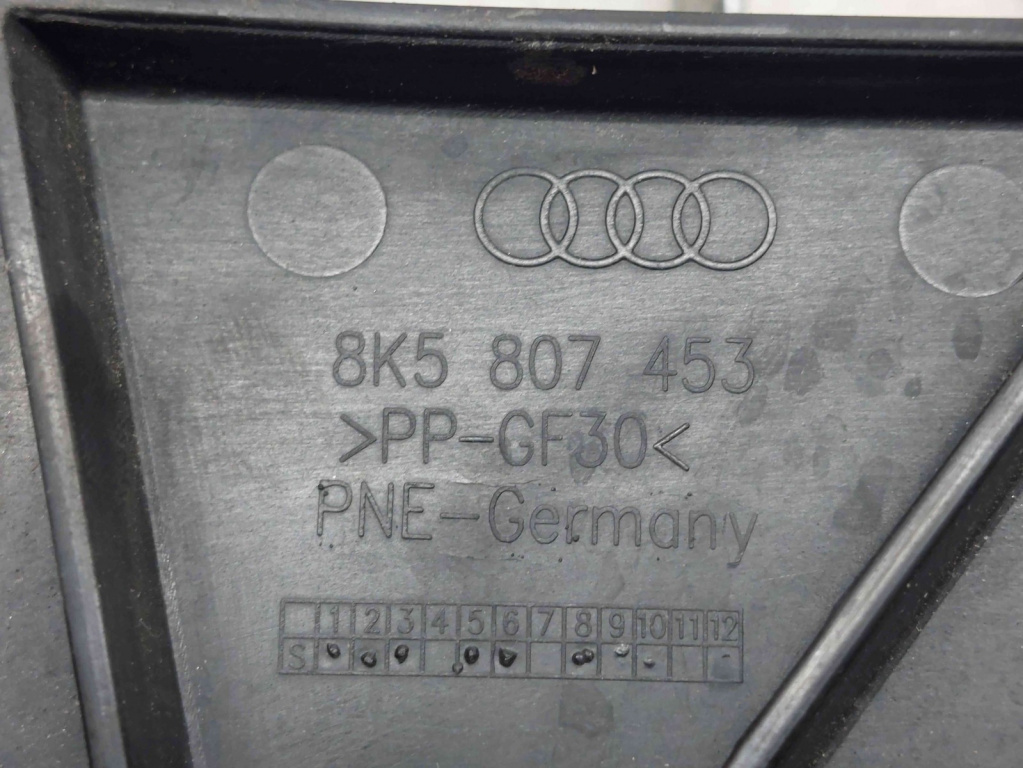 8K5 807 453
>PP-GF30<
PNE-Germany
1 2 3 4 5 6 7 8 9 10 11 12
S